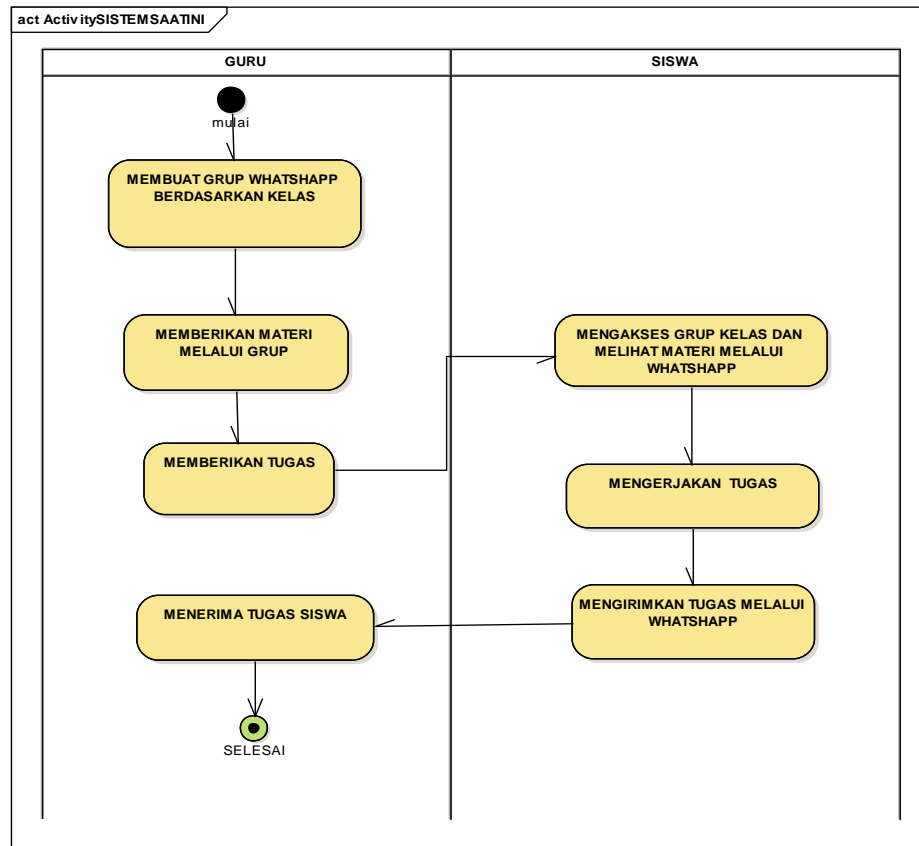 act ActivitySISTEMSAATINI
GURU
SISWA
mulai
MEMBUAT GRUP WHATSHAPP
BERDASARKAN KELAS
MEMBERIKAN MATERI
MELALUI GRUP
MENGAKSES GRUP KELAS DAN
MELIHAT MATERI MELALUI
WHATSHAPP
MEMBERIKAN TUGAS
MENGERJAKAN  TUGAS
MENGIRIMKAN TUGAS MELALUI
WHATSHAPP
MENERIMA TUGAS SISWA
SELESAI